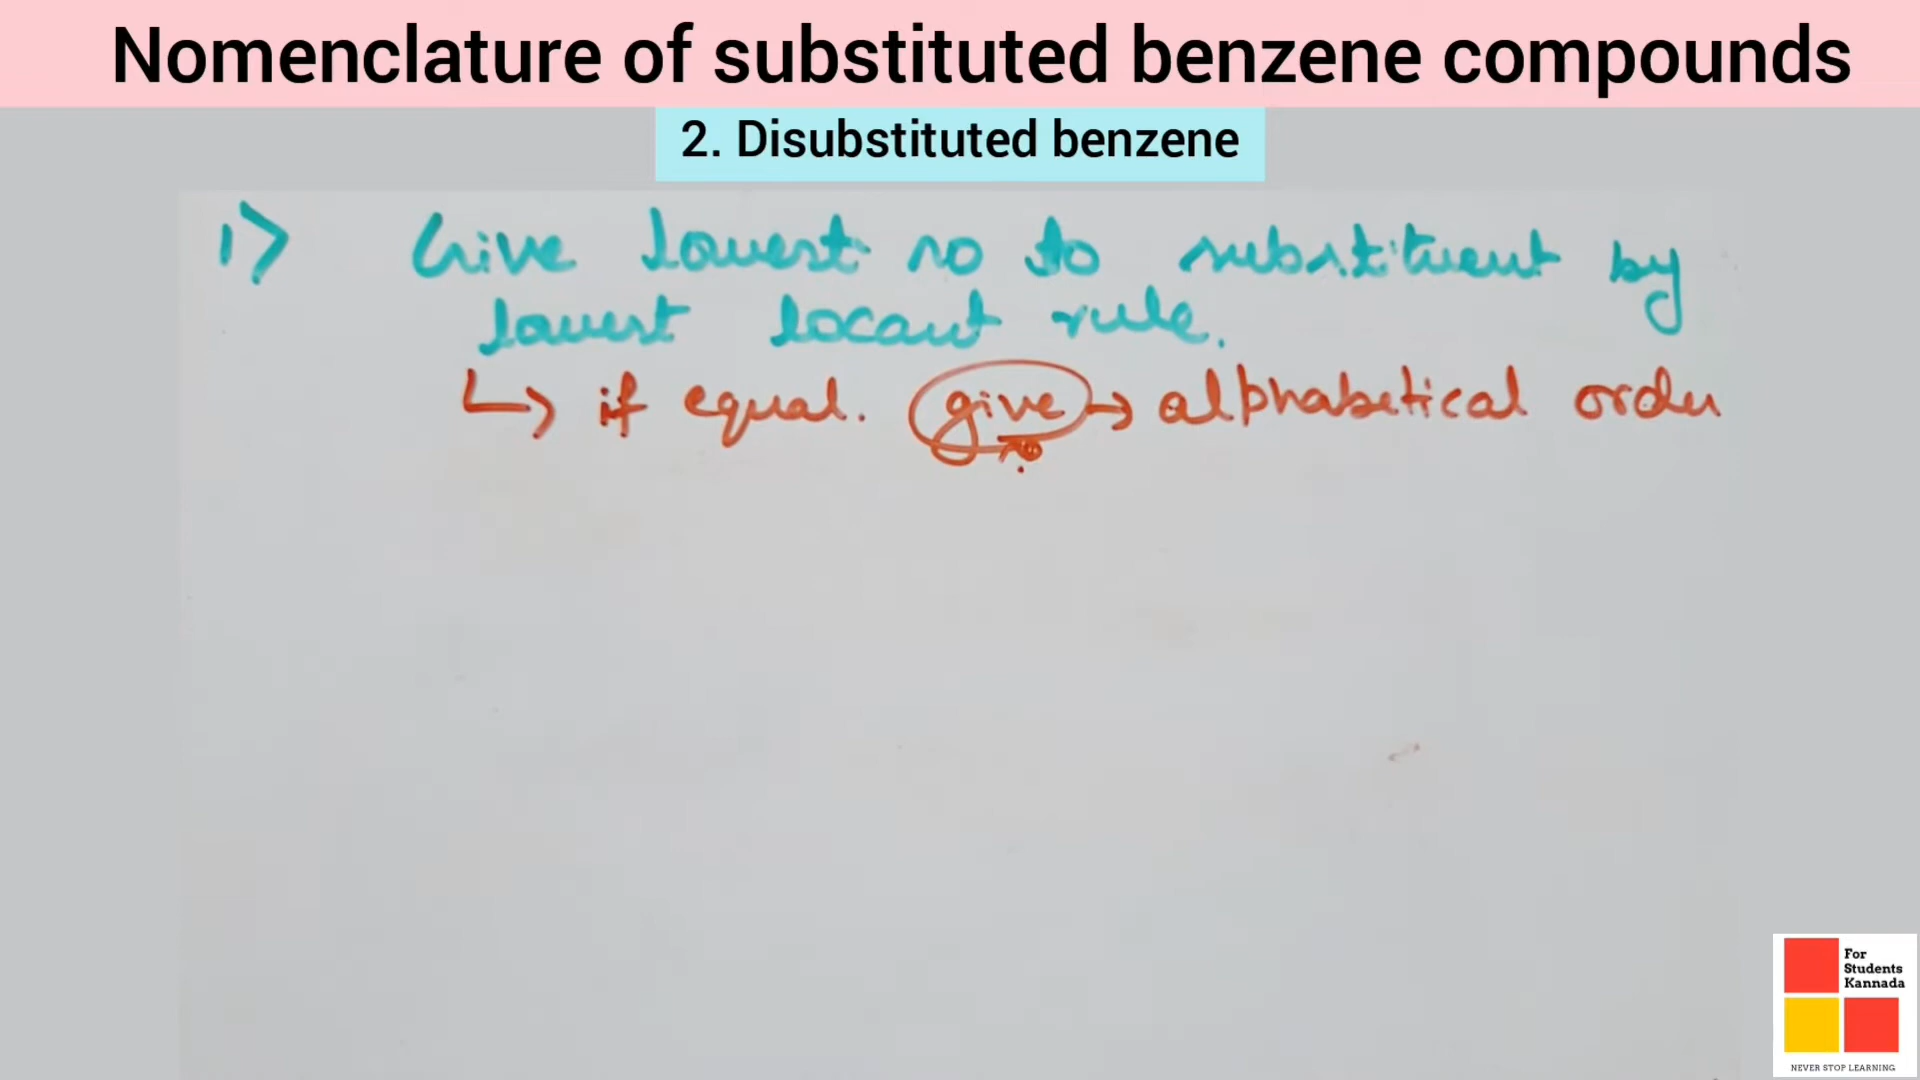 Nomenclature of substituted benzene compounds
2. Disubstituted benzene
1> Give lowest no to substituent by
lowest locant rule.
↳ if equal. give → alphabetical order
no
For
Students
Kannada
NEVER STOP LEARNING